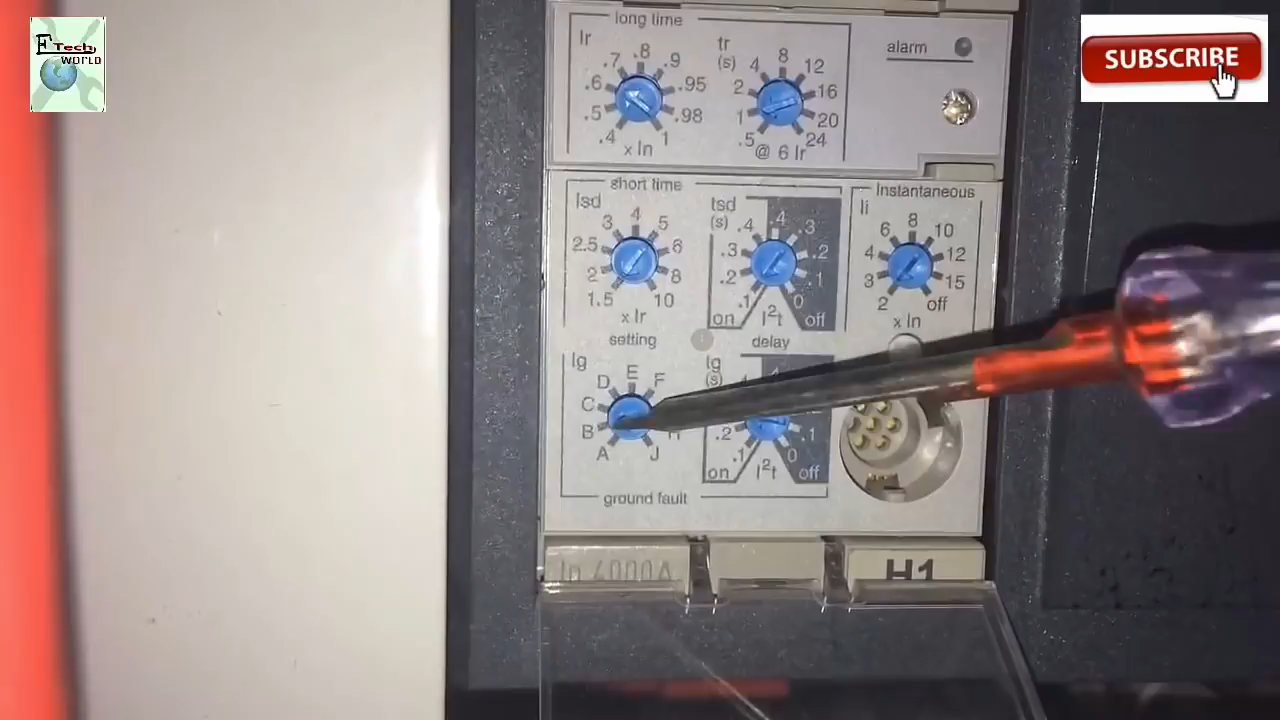 E Tech
WORLD
SUBSCRIBE
long time
Ir
.4 .5 .6 .7 .8 .9 .95 .98 1
x In
tr
(s)
.5 1 2 4 8 12 16 20 24
@ 6 Ir
alarm
short time
Isd
1.5 2 2.5 3 4 5 6 8 10
x Ir
tsd
(s)
.1 .2 .3 .4 .4 .3 .2 .1 0
on I²t off
Instantaneous
Ii
2 3 4 6 8 10 12 15 off
x In
setting
delay
Ig
A B C D E F H J
tg
(s)
.1 .2 .1 0
on I²t off
ground fault
In 4000A
H1